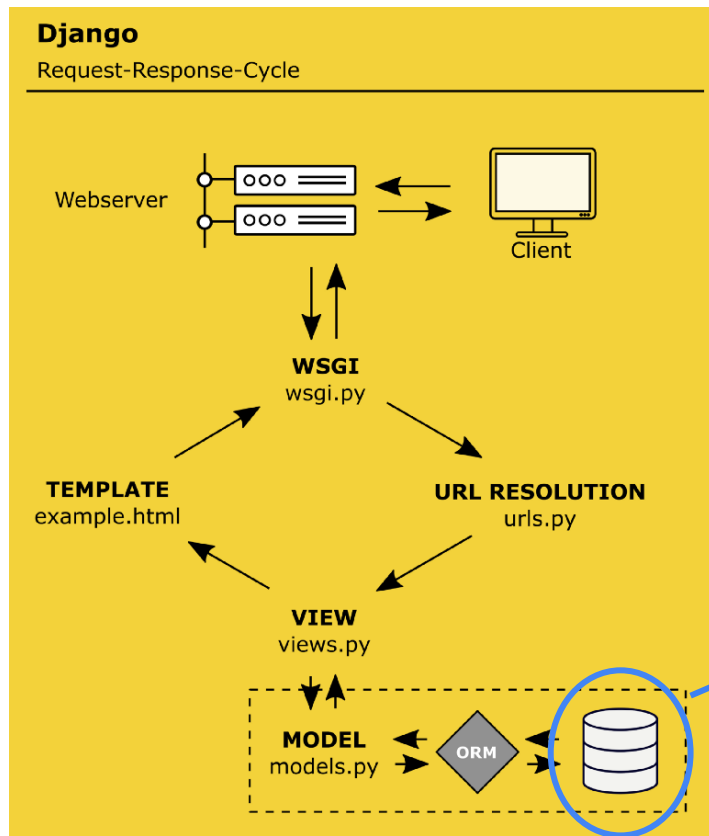 Django
Request-Response-Cycle
Webserver
Client
WSGI
wsgi.py
TEMPLATE
example.html
URL RESOLUTION
urls.py
VIEW
views.py
MODEL
models.py
ORM